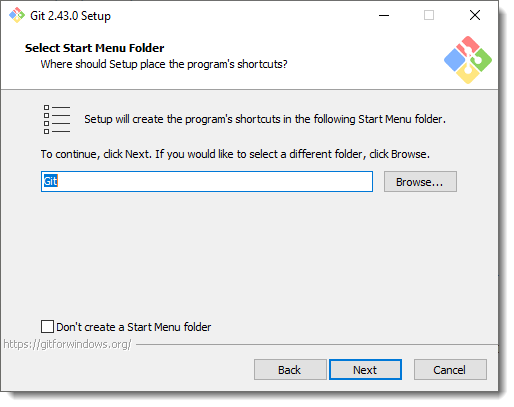 Git 2.43.0 Setup
Select Start Menu Folder
Where should Setup place the program's shortcuts?
Setup will create the program's shortcuts in the following Start Menu folder.
To continue, click Next. If you would like to select a different folder, click Browse.
Git
Browse...
Don't create a Start Menu folder
https://gitforwindows.org/
Back
Next
Cancel